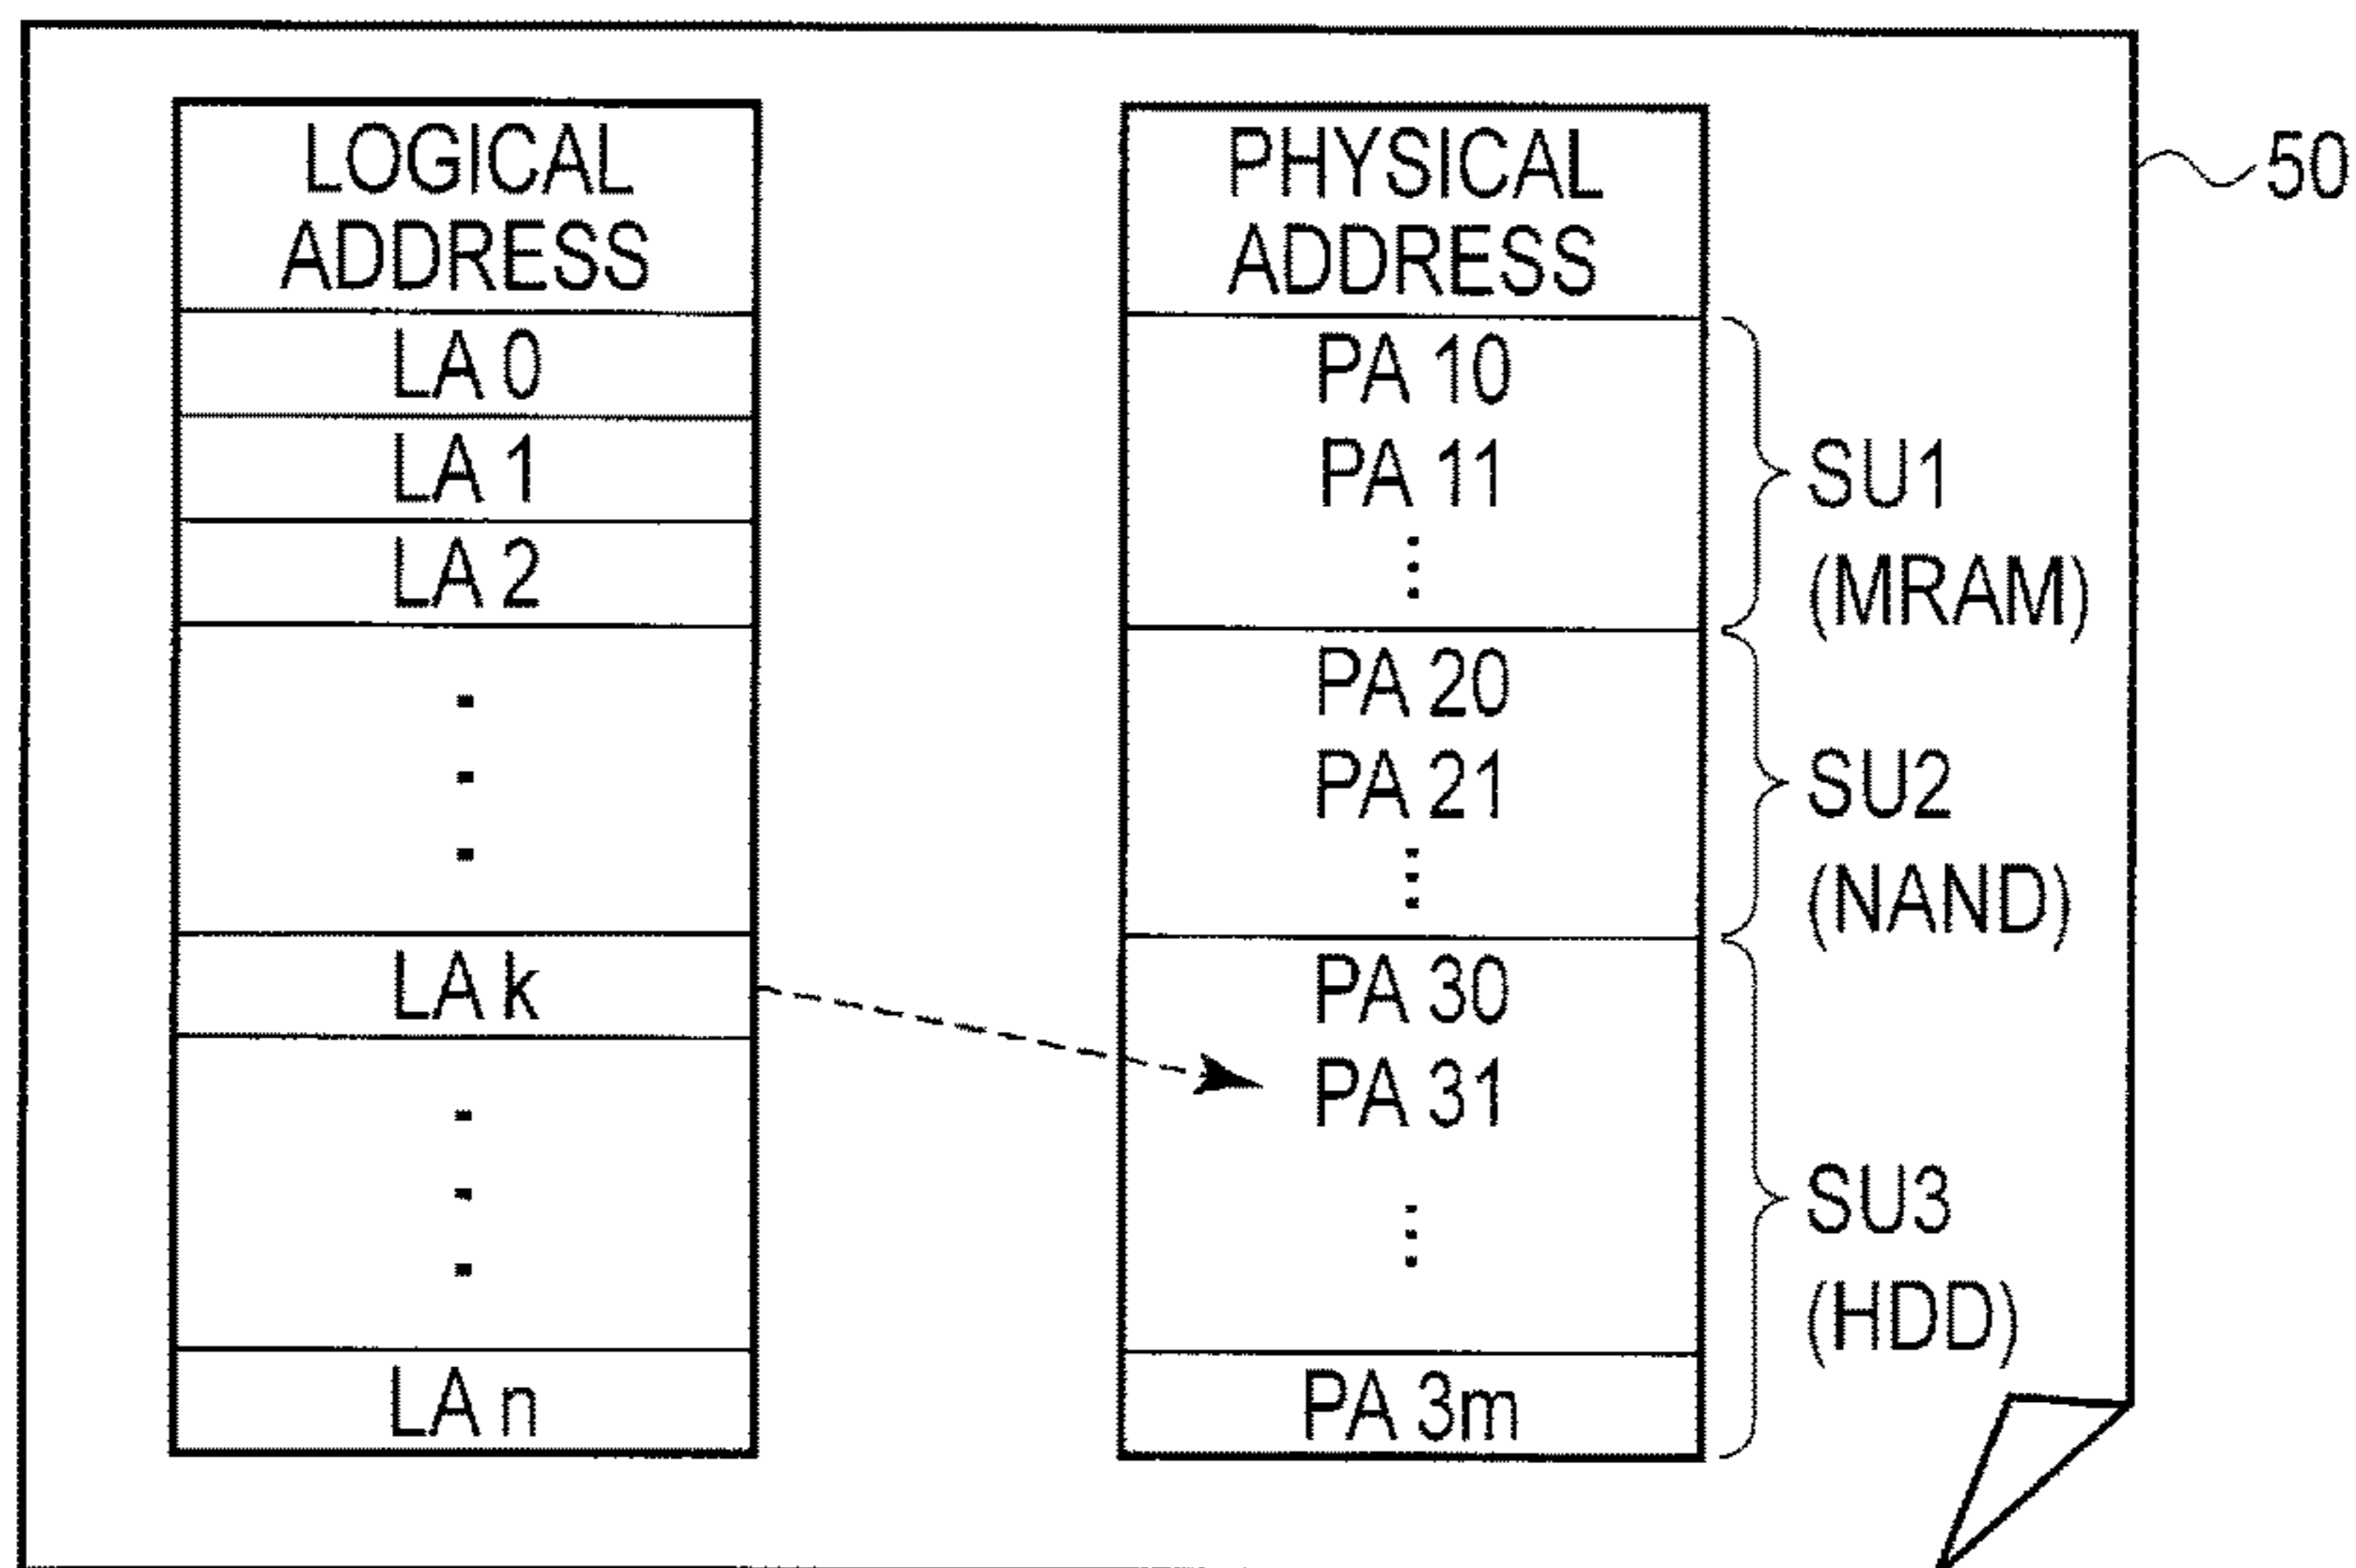 LOGICAL
ADDRESS
LA 0
LA 1
LA 2
LA k
LA n
PHYSICAL
ADDRESS
PA 10
PA 11
PA 20
PA 21
PA 30
PA 31
PA 3m
SU1
(MRAM)
SU2
(NAND)
SU3
(HDD)
50